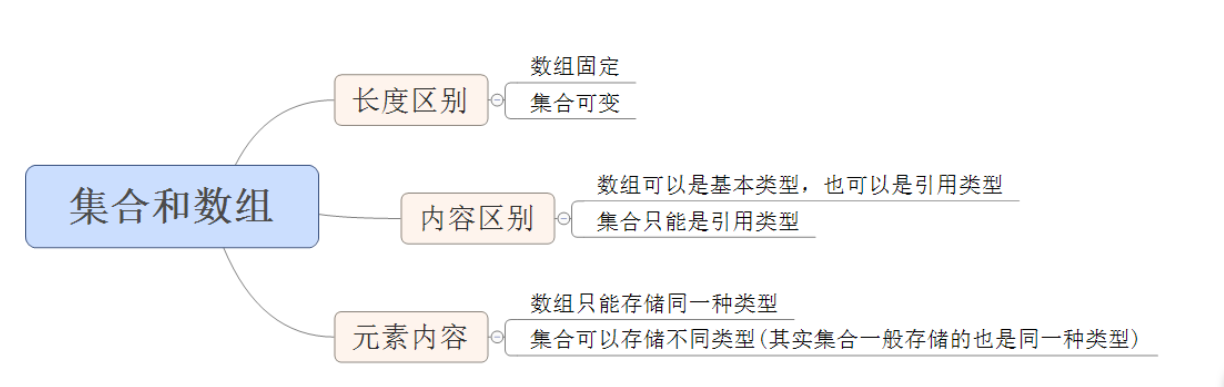 集合和数组
长度区别
数组固定
集合可变
内容区别
数组可以是基本类型，也可以是引用类型
集合只能是引用类型
元素内容
数组只能存储同一种类型
集合可以存储不同类型(其实集合一般存储的也是同一种类型)